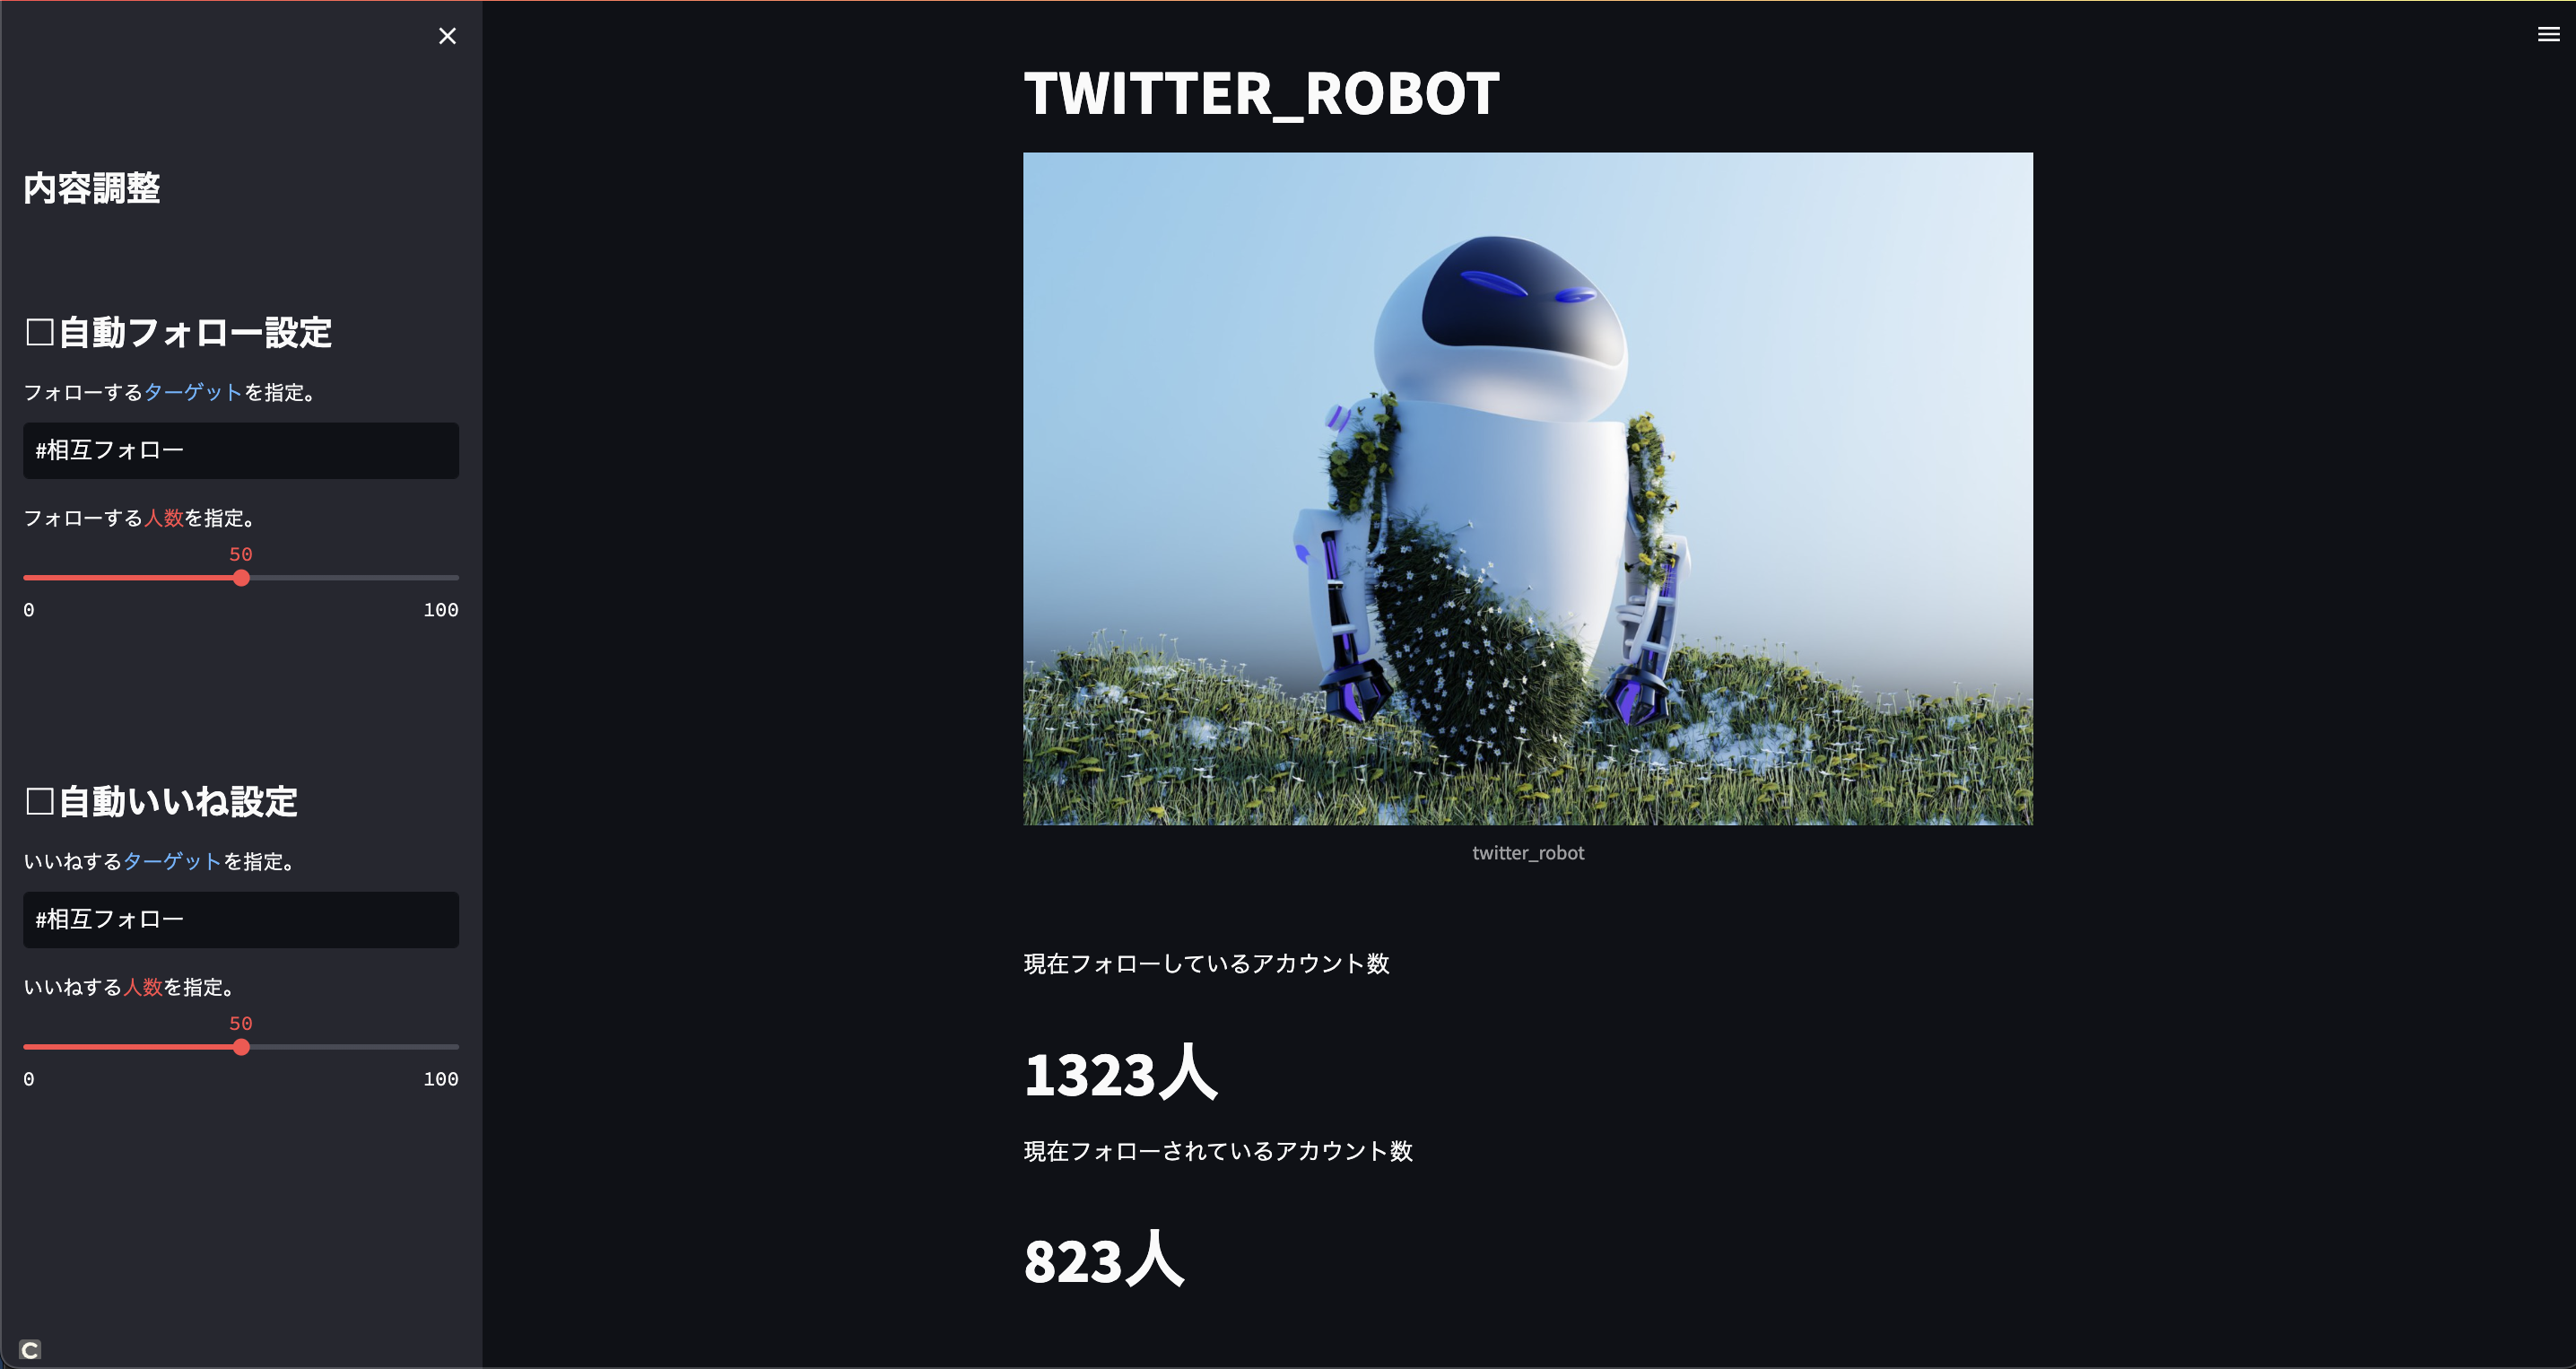 内容調整
□自動フォロー設定
フォローするターゲットを指定。
#相互フォロー
フォローする人数を指定。
50
0 100
□自動いいね設定
いいねするターゲットを指定。
#相互フォロー
いいねする人数を指定。
50
0 100
C
TWITTER_ROBOT
twitter_robot
現在フォローしているアカウント数
1323人
現在フォローされているアカウント数
823人